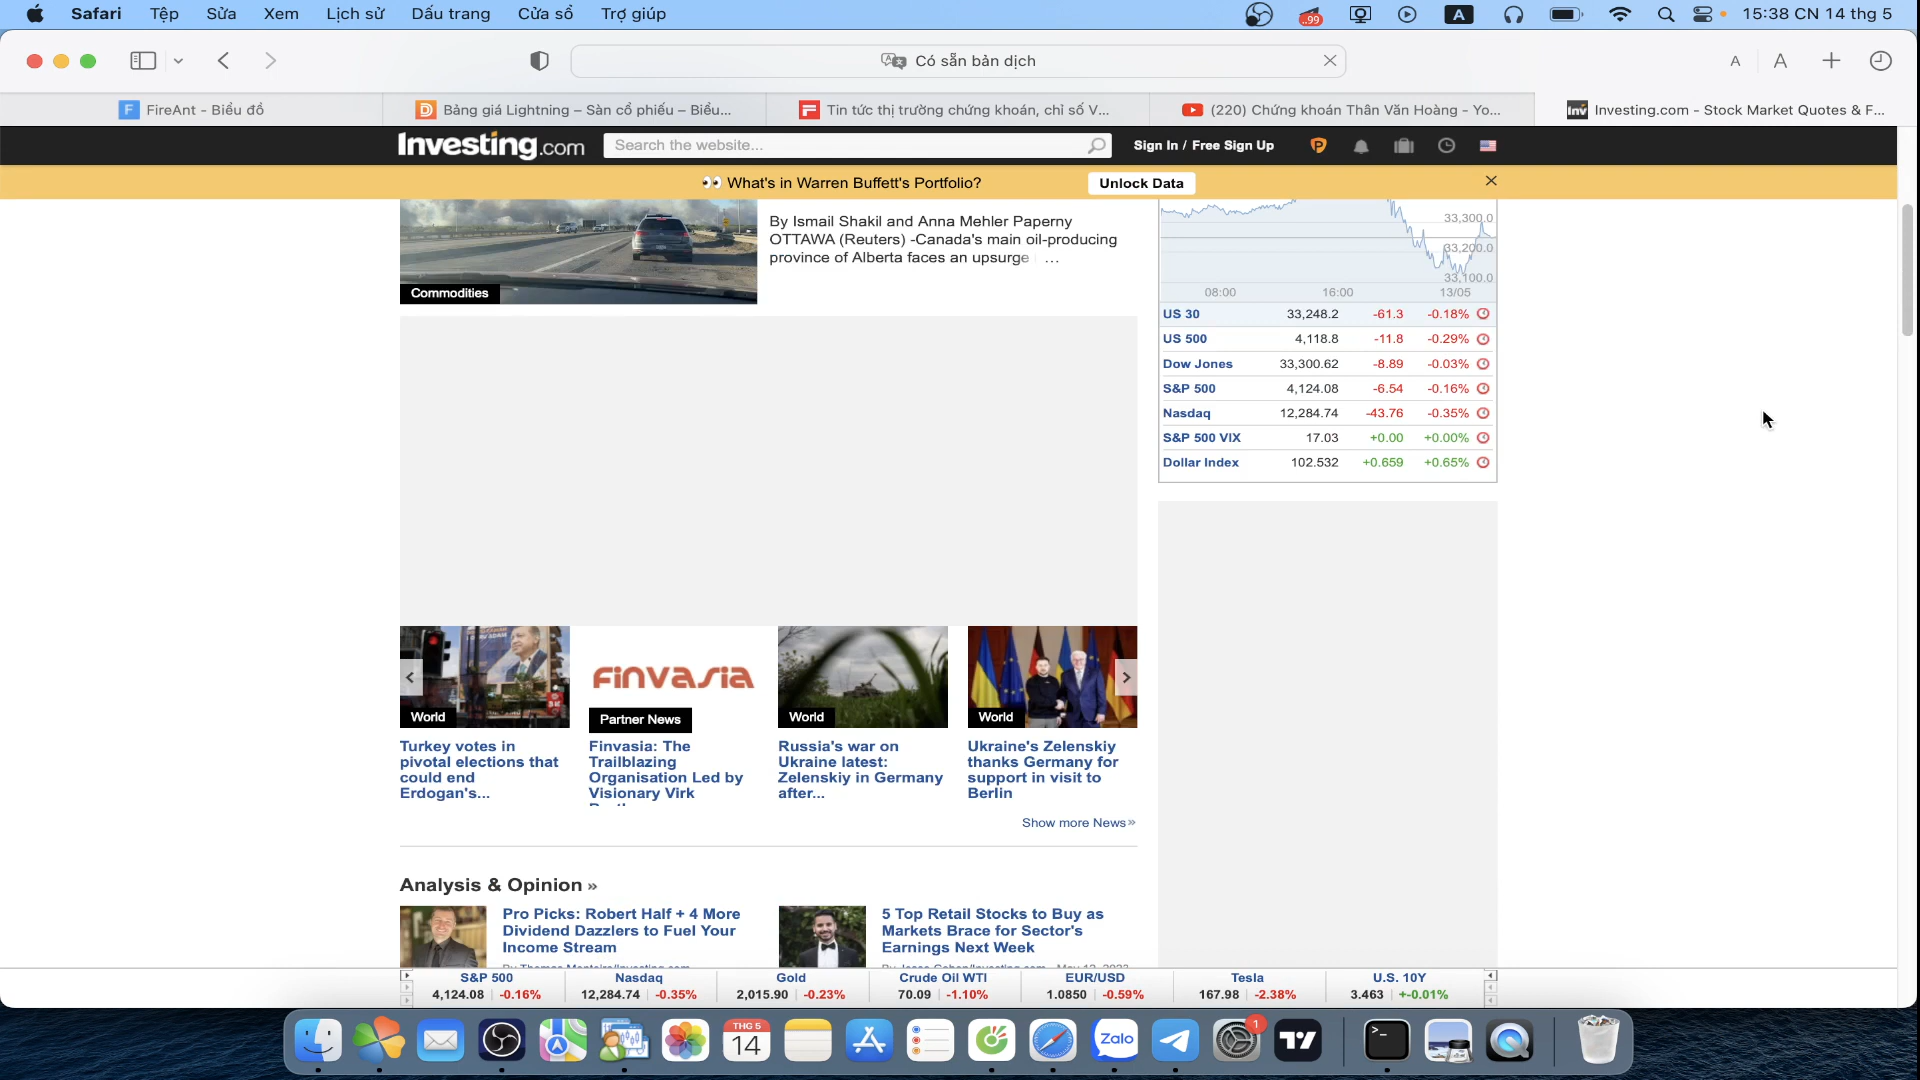 Safari Tệp Sửa Xem Lịch sử Dấu trang Cửa sổ Trợ giúp
..99 A 15:38 CN 14 thg 5
Có sẵn bản dịch
A A
FireAnt - Biểu đồ
Bảng giá Lightning – Sàn cổ phiếu – Biểu...
Tin tức thị trường chứng khoán, chỉ số V...
(220) Chứng khoán Thân Văn Hoàng - Yo...
Investing.com - Stock Market Quotes & F...
Investing.com
Search the website...
Sign In / Free Sign Up
What's in Warren Buffett's Portfolio?
Unlock Data
By Ismail Shakil and Anna Mehler Paperny
OTTAWA (Reuters) -Canada's main oil-producing
province of Alberta faces an upsurge ...
Commodities
33,300.0
33,200.0
33,100.0
08:00 16:00 13/05
US 30 33,248.2 -61.3 -0.18%
US 500 4,118.8 -11.8 -0.29%
Dow Jones 33,300.62 -8.89 -0.03%
S&P 500 4,124.08 -6.54 -0.16%
Nasdaq 12,284.74 -43.76 -0.35%
S&P 500 VIX 17.03 +0.00 +0.00%
Dollar Index 102.532 +0.659 +0.65%
World
Turkey votes in
pivotal elections that
could end
Erdogan's...
FINVASIA
Partner News
Finvasia: The
Trailblazing
Organisation Led by
Visionary Virk
World
Russia's war on
Ukraine latest:
Zelenskiy in Germany
after...
World
Ukraine's Zelenskiy
thanks Germany for
support in visit to
Berlin
Show more News»
Analysis & Opinion »
Pro Picks: Robert Half + 4 More
Dividend Dazzlers to Fuel Your
Income Stream
5 Top Retail Stocks to Buy as
Markets Brace for Sector's
Earnings Next Week
S&P 500 Nasdaq Gold Crude Oil WTI EUR/USD Tesla U.S. 10Y
4,124.08 -0.16% 12,284.74 -0.35% 2,015.90 -0.23% 70.09 -1.10% 1.0850 -0.59% 167.98 -2.38% 3.463 +-0.01%
THG 5
14
Zalo
1